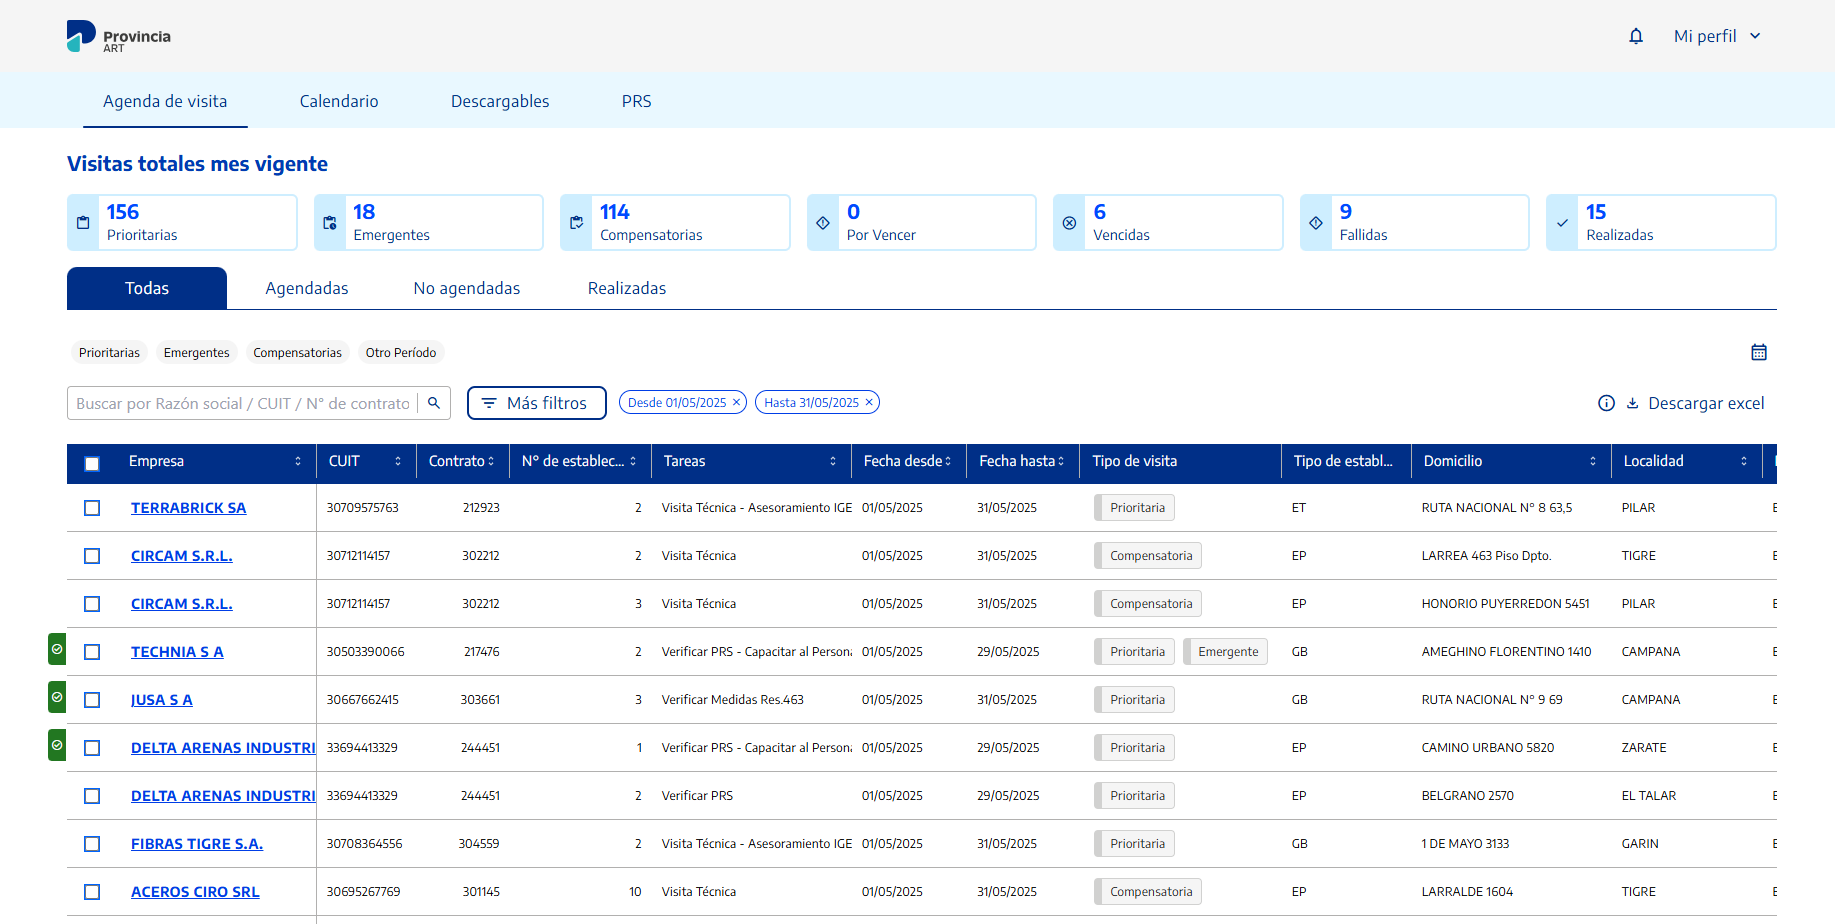 Provincia
ART
Mi perfil
Agenda de visita Calendario Descargables PRS
Visitas totales mes vigente
156 18 114 0 6 9 15
Prioritarias Emergentes Compensatorias Por Vencer Vencidas Fallidas Realizadas
Todas Agendadas No agendadas Realizadas
Prioritarias Emergentes Compensatorias Otro Período
Buscar por Razón social / CUIT / N° de contrato Más filtros Desde 01/05/2025 × Hasta 31/05/2025 × Descargar excel
Empresa CUIT Contrato N° de establec... Tareas Fecha desde Fecha hasta Tipo de visita Tipo de establ... Domicilio Localidad
TERRABRICK SA 30709575763 212923 2 Visita Técnica - Asesoramiento IGE 01/05/2025 31/05/2025 Prioritaria ET RUTA NACIONAL N° 8 63,5 PILAR
CIRCAM S.R.L. 30712114157 302212 2 Visita Técnica 01/05/2025 31/05/2025 Compensatoria EP LARREA 463 Piso Dpto. TIGRE
CIRCAM S.R.L. 30712114157 302212 3 Visita Técnica 01/05/2025 31/05/2025 Compensatoria EP HONORIO PUYERREDON 5451 PILAR
TECHNIA S A 30503390066 217476 2 Verificar PRS - Capacitar al Persona 01/05/2025 29/05/2025 Prioritaria Emergente GB AMEGHINO FLORENTINO 1410 CAMPANA
JUSA S A 30667662415 303661 3 Verificar Medidas Res.463 01/05/2025 31/05/2025 Prioritaria GB RUTA NACIONAL N° 9 69 CAMPANA
DELTA ARENAS INDUSTRI 33694413329 244451 1 Verificar PRS - Capacitar al Persona 01/05/2025 29/05/2025 Prioritaria EP CAMINO URBANO 5820 ZARATE
DELTA ARENAS INDUSTRI 33694413329 244451 2 Verificar PRS 01/05/2025 29/05/2025 Prioritaria EP BELGRANO 2570 EL TALAR
FIBRAS TIGRE S.A. 30708364556 304559 2 Visita Técnica - Asesoramiento IGE 01/05/2025 31/05/2025 Prioritaria GB 1 DE MAYO 3133 GARIN
ACEROS CIRO SRL 30695267769 301145 10 Visita Técnica 01/05/2025 31/05/2025 Compensatoria EP LARRALDE 1604 TIGRE